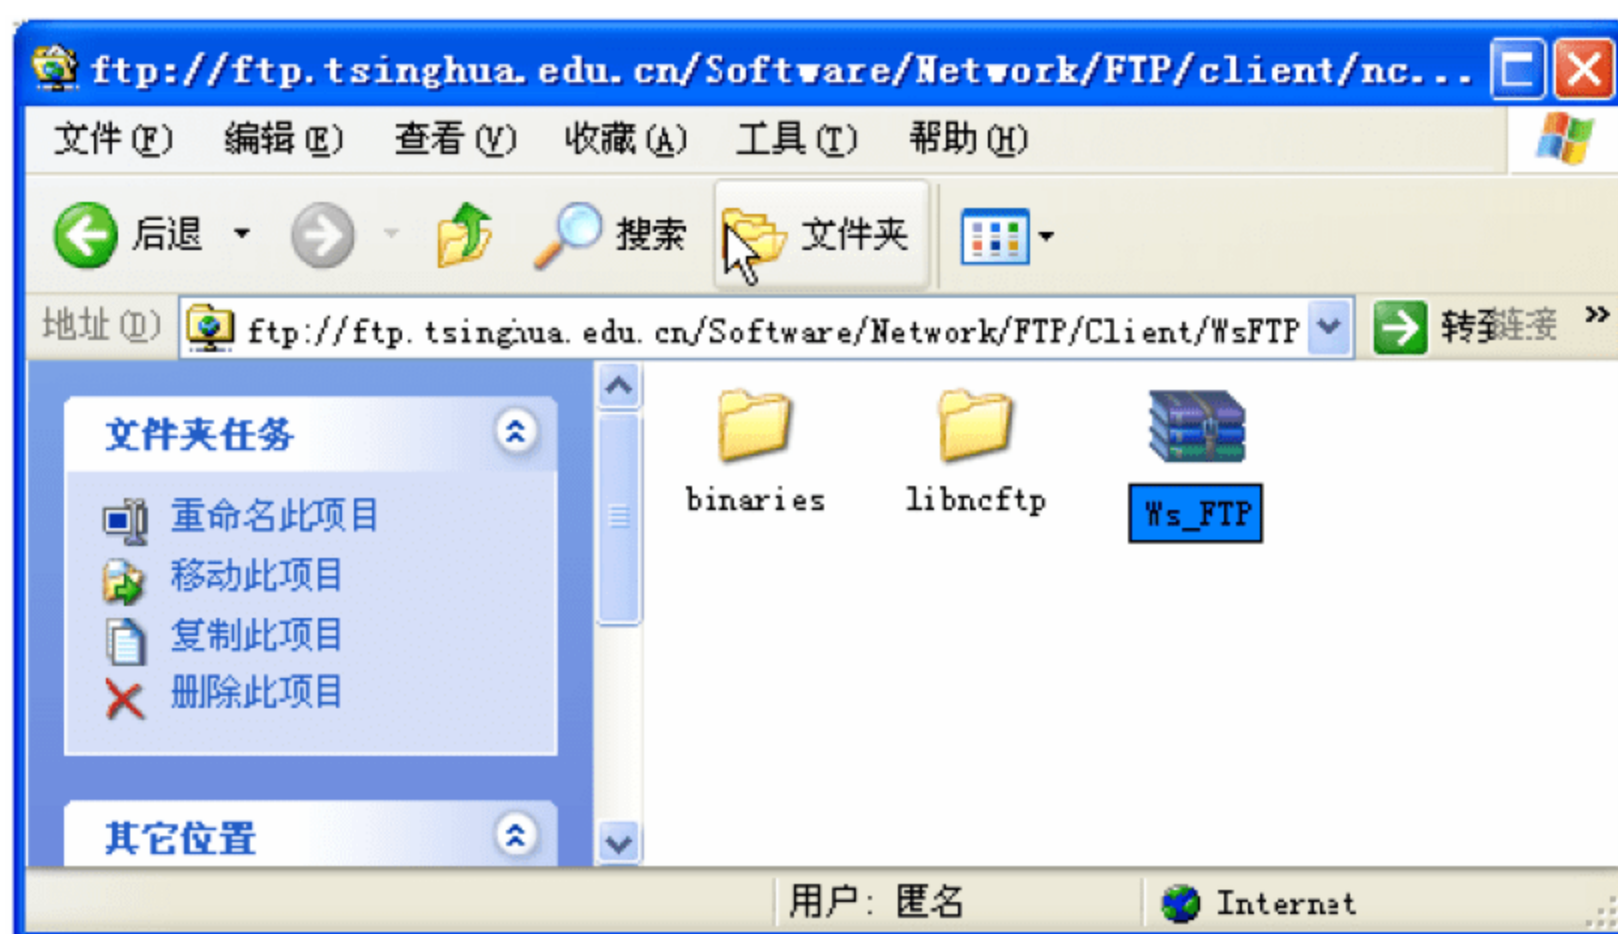 ftp://ftp.tsinghua.edu.cn/Software/Network/FTP/client/nc...
文件(F) 编辑(E) 查看(V) 收藏(A) 工具(T) 帮助(H)
后退 搜索 文件夹
地址(D) ftp://ftp.tsinghua.edu.cn/Software/Network/FTP/Client/WsFTP 转到 链接 »
文件夹任务
重命名此项目
移动此项目
复制此项目
删除此项目
其它位置
binaries libncftp Ws_FTP
用户: 匿名 Internet